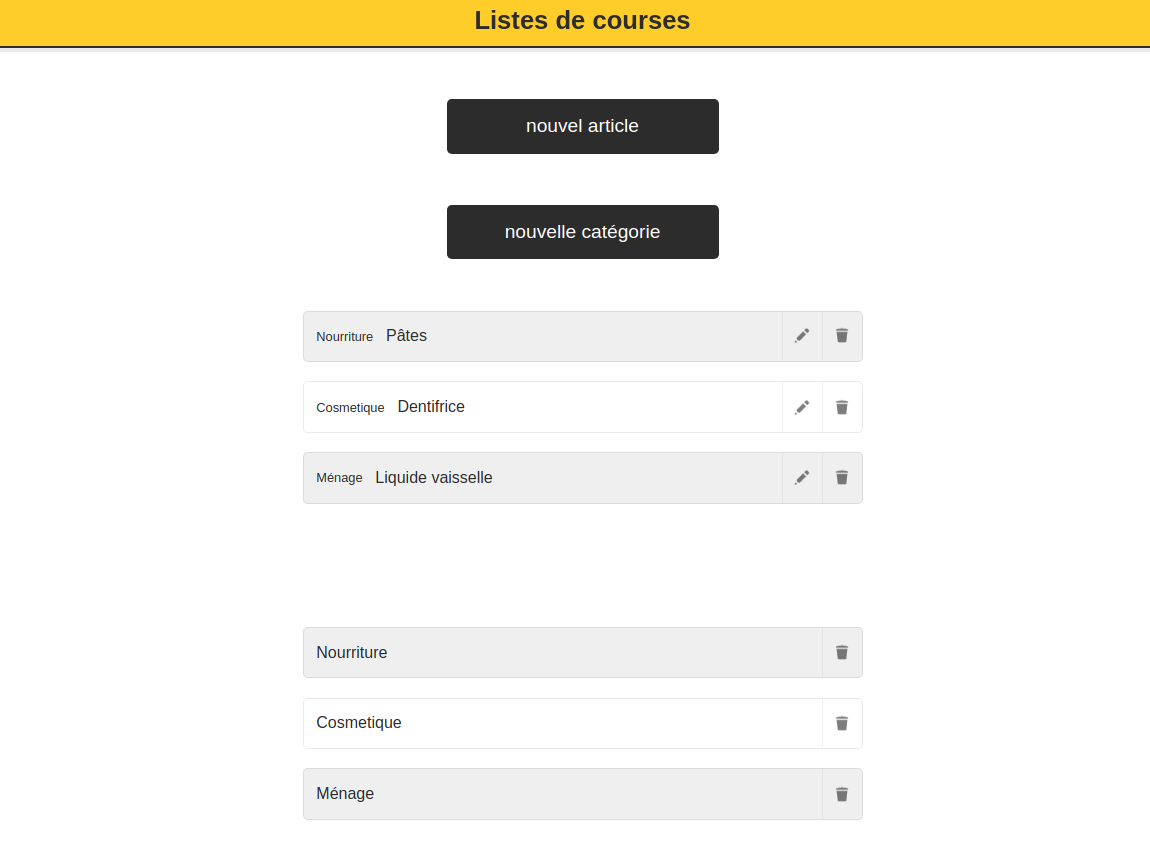 Listes de courses
nouvel article
nouvelle catégorie
Nourriture Pâtes
Cosmetique Dentifrice
Ménage Liquide vaisselle
Nourriture
Cosmetique
Ménage